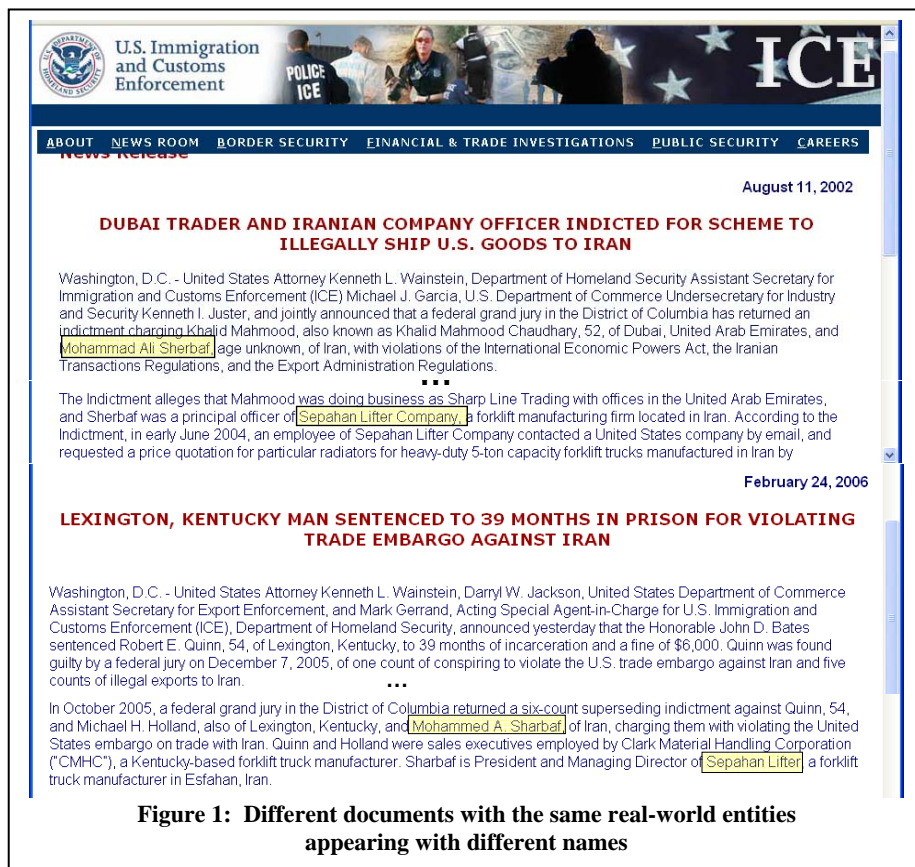 U.S. Immigration
and Customs
Enforcement
POLICE
ICE
ICE
ABOUT NEWS ROOM BORDER SECURITY FINANCIAL & TRADE INVESTIGATIONS PUBLIC SECURITY CAREERS
News Release
August 11, 2002
DUBAI TRADER AND IRANIAN COMPANY OFFICER INDICTED FOR SCHEME TO
ILLEGALLY SHIP U.S. GOODS TO IRAN
Washington, D.C. - United States Attorney Kenneth L. Wainstein, Department of Homeland Security Assistant Secretary for
Immigration and Customs Enforcement (ICE) Michael J. Garcia, U.S. Department of Commerce Undersecretary for Industry
and Security Kenneth I. Juster, and jointly announced that a federal grand jury in the District of Columbia has returned an
indictment charging Khalid Mahmood, also known as Khalid Mahmood Chaudhary, 52, of Dubai, United Arab Emirates, and
Mohammad Ali Sherbaf, age unknown, of Iran, with violations of the International Economic Powers Act, the Iranian
Transactions Regulations, and the Export Administration Regulations.
...
The Indictment alleges that Mahmood was doing business as Sharp Line Trading with offices in the United Arab Emirates,
and Sherbaf was a principal officer of Sepahan Lifter Company, a forklift manufacturing firm located in Iran. According to the
Indictment, in early June 2004, an employee of Sepahan Lifter Company contacted a United States company by email, and
requested a price quotation for particular radiators for heavy-duty 5-ton capacity forklift trucks manufactured in Iran by
February 24, 2006
LEXINGTON, KENTUCKY MAN SENTENCED TO 39 MONTHS IN PRISON FOR VIOLATING
TRADE EMBARGO AGAINST IRAN
Washington, D.C. - United States Attorney Kenneth L. Wainstein, Darryl W. Jackson, United States Department of Commerce
Assistant Secretary for Export Enforcement, and Mark Gerrand, Acting Special Agent-in-Charge for U.S. Immigration and
Customs Enforcement (ICE), Department of Homeland Security, announced yesterday that the Honorable John D. Bates
sentenced Robert E. Quinn, 54, of Lexington, Kentucky, to 39 months of incarceration and a fine of $6,000. Quinn was found
guilty by a federal jury on December 7, 2005, of one count of conspiring to violate the U.S. trade embargo against Iran and five
counts of illegal exports to Iran.
...
In October 2005, a federal grand jury in the District of Columbia returned a six-count superseding indictment against Quinn, 54,
and Michael H. Holland, also of Lexington, Kentucky, and Mohammed A. Sharbaf, of Iran, charging them with violating the United
States embargo on trade with Iran. Quinn and Holland were sales executives employed by Clark Material Handling Corporation
("CMHC"), a Kentucky-based forklift truck manufacturer. Sharbaf is President and Managing Director of Sepahan Lifter, a forklift
truck manufacturer in Esfahan, Iran.
Figure 1: Different documents with the same real-world entities
appearing with different names